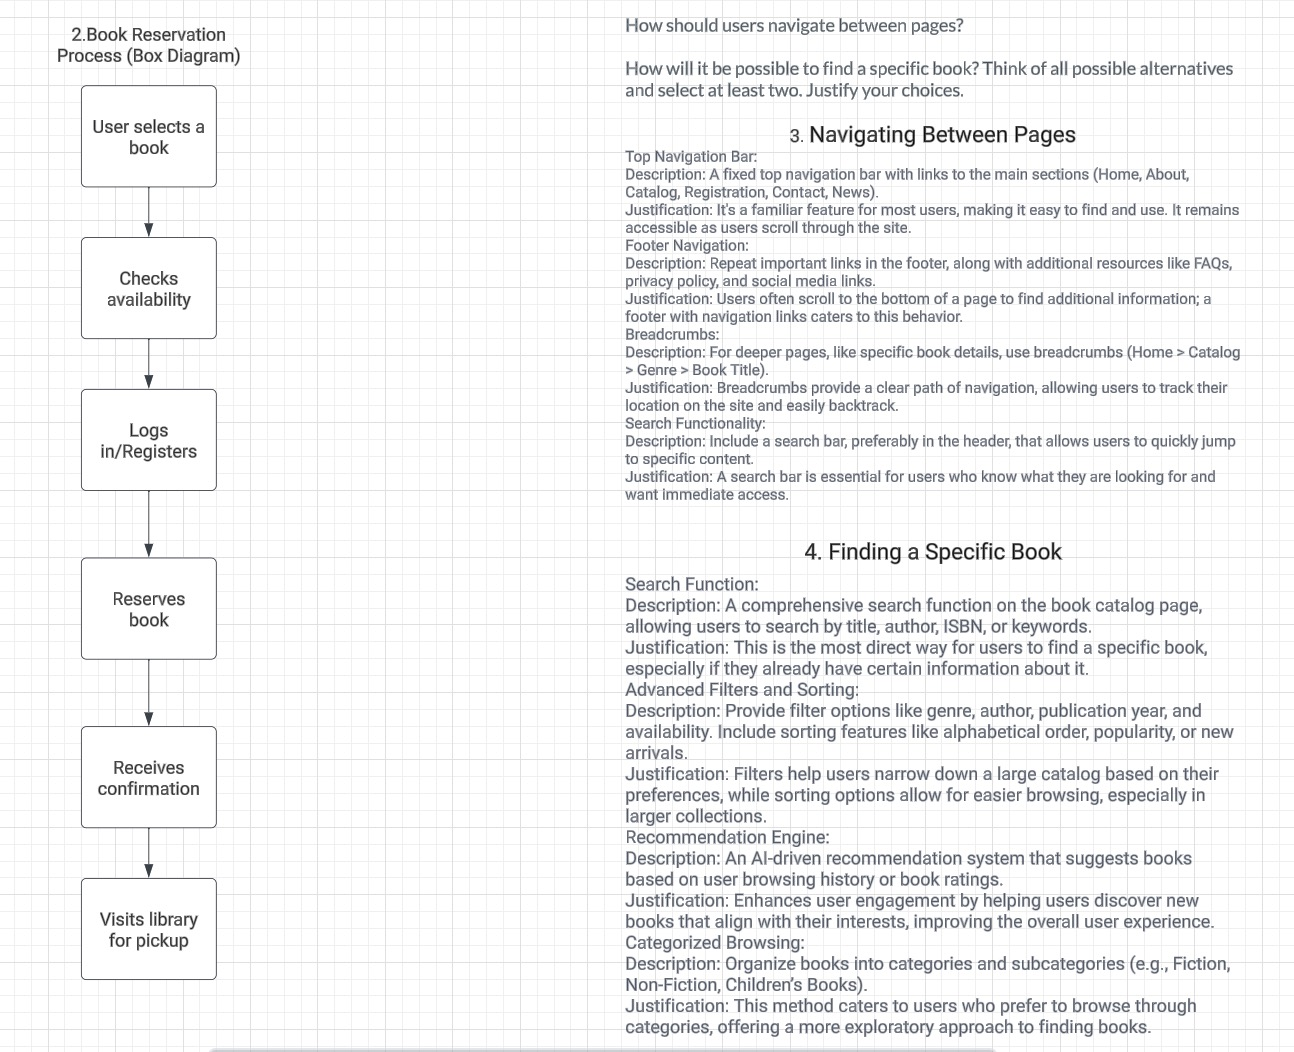 2.Book Reservation
Process (Box Diagram)
User selects a
book
Checks
availability
Logs
in/Registers
Reserves
book
Receives
confirmation
Visits library
for pickup
How should users navigate between pages?
How will it be possible to find a specific book? Think of all possible alternatives
and select at least two. Justify your choices.
3. Navigating Between Pages
Top Navigation Bar:
Description: A fixed top navigation bar with links to the main sections (Home, About,
Catalog, Registration, Contact, News).
Justification: It's a familiar feature for most users, making it easy to find and use. It remains
accessible as users scroll through the site.
Footer Navigation:
Description: Repeat important links in the footer, along with additional resources like FAQs,
privacy policy, and social media links.
Justification: Users often scroll to the bottom of a page to find additional information; a
footer with navigation links caters to this behavior.
Breadcrumbs:
Description: For deeper pages, like specific book details, use breadcrumbs (Home > Catalog
> Genre > Book Title).
Justification: Breadcrumbs provide a clear path of navigation, allowing users to track their
location on the site and easily backtrack.
Search Functionality:
Description: Include a search bar, preferably in the header, that allows users to quickly jump
to specific content.
Justification: A search bar is essential for users who know what they are looking for and
want immediate access.
4. Finding a Specific Book
Search Function:
Description: A comprehensive search function on the book catalog page,
allowing users to search by title, author, ISBN, or keywords.
Justification: This is the most direct way for users to find a specific book,
especially if they already have certain information about it.
Advanced Filters and Sorting:
Description: Provide filter options like genre, author, publication year, and
availability. Include sorting features like alphabetical order, popularity, or new
arrivals.
Justification: Filters help users narrow down a large catalog based on their
preferences, while sorting options allow for easier browsing, especially in
larger collections.
Recommendation Engine:
Description: An AI-driven recommendation system that suggests books
based on user browsing history or book ratings.
Justification: Enhances user engagement by helping users discover new
books that align with their interests, improving the overall user experience.
Categorized Browsing:
Description: Organize books into categories and subcategories (e.g., Fiction,
Non-Fiction, Children's Books).
Justification: This method caters to users who prefer to browse through
categories, offering a more exploratory approach to finding books.